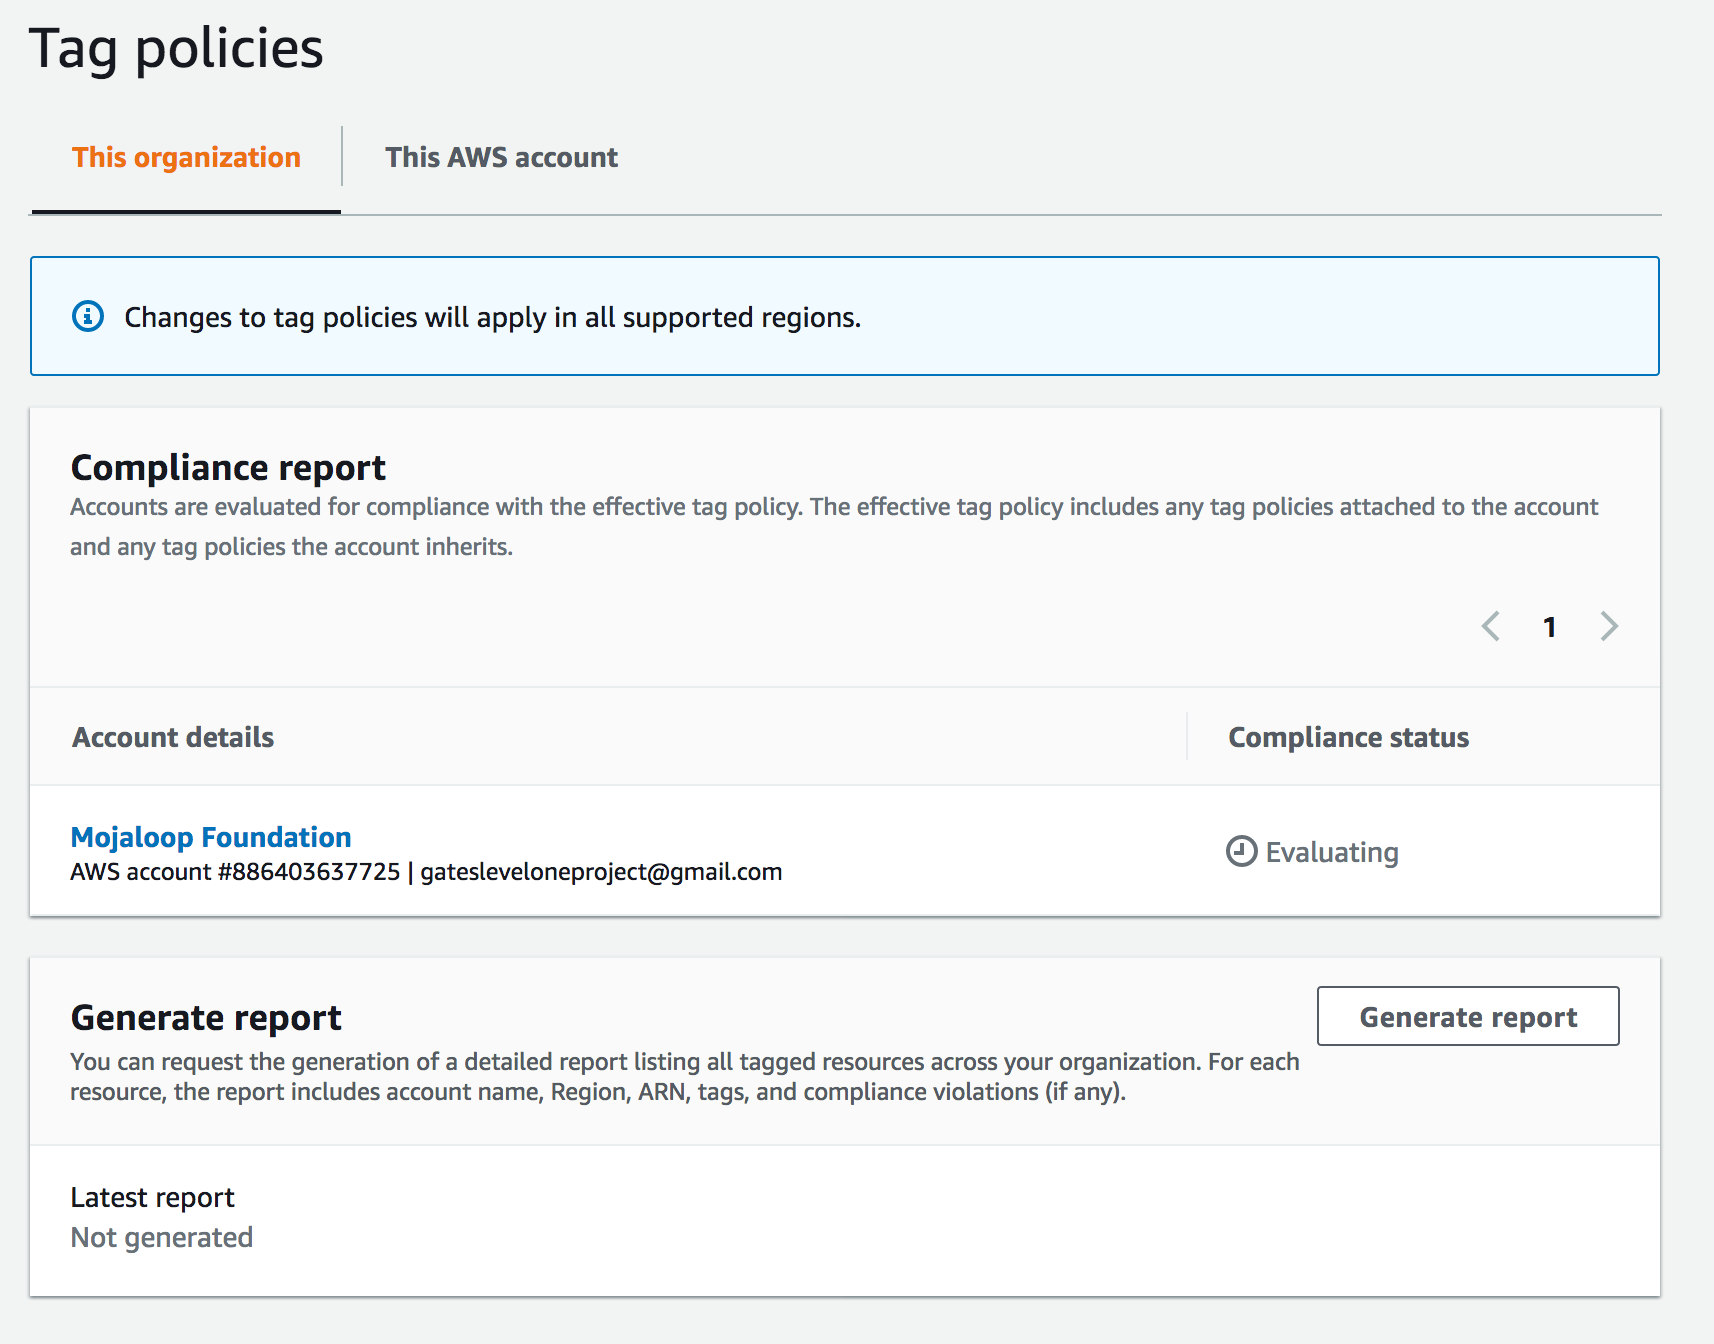 Tag policies
This organization
This AWS account
Changes to tag policies will apply in all supported regions.
Compliance report
Accounts are evaluated for compliance with the effective tag policy. The effective tag policy includes any tag policies attached to the account
and any tag policies the account inherits.
1
Account details
Compliance status
Mojaloop Foundation
AWS account #886403637725 | gatesleveloneproject@gmail.com
Evaluating
Generate report
Generate report
You can request the generation of a detailed report listing all tagged resources across your organization. For each
resource, the report includes account name, Region, ARN, tags, and compliance violations (if any).
Latest report
Not generated